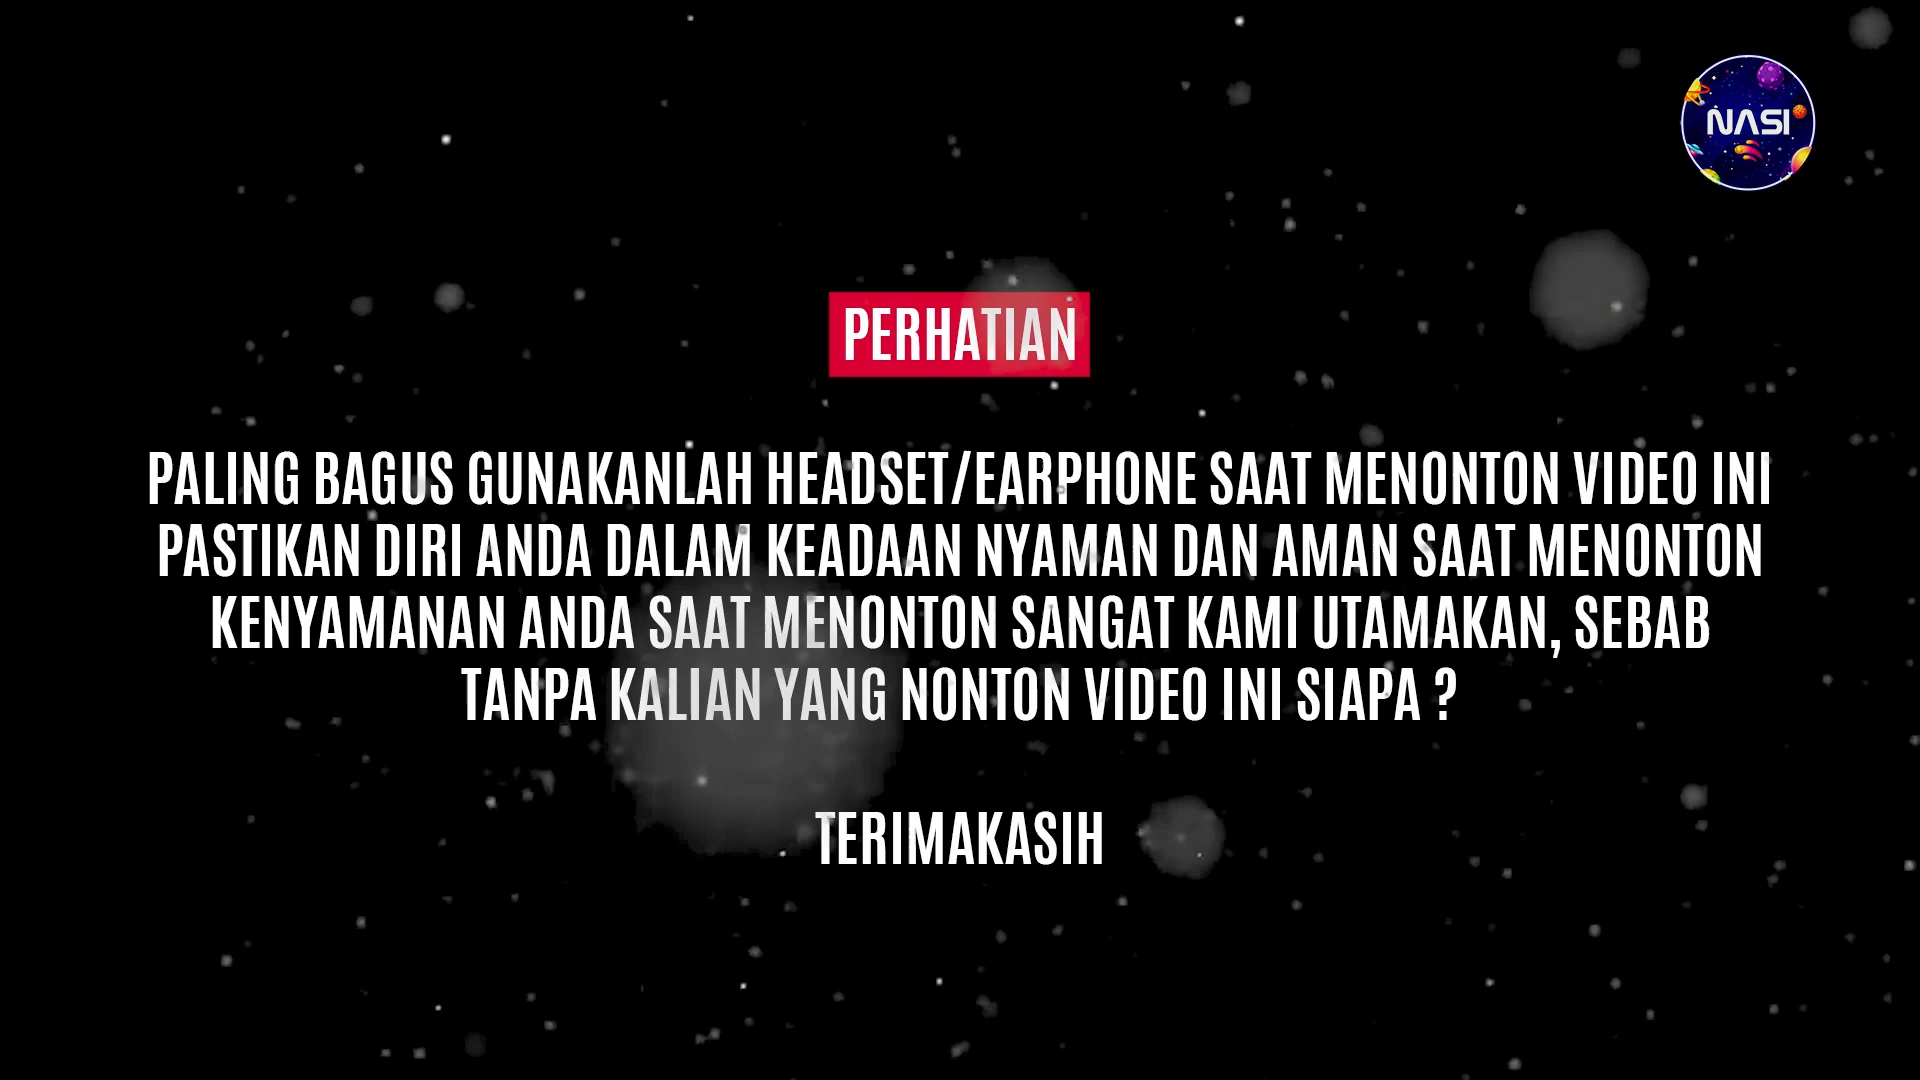 NASI
PERHATIAN
PALING BAGUS GUNAKANLAH HEADSET/EARPHONE SAAT MENONTON VIDEO INI
PASTIKAN DIRI ANDA DALAM KEADAAN NYAMAN DAN AMAN SAAT MENONTON
KENYAMANAN ANDA SAAT MENONTON SANGAT KAMI UTAMAKAN, SEBAB
TANPA KALIAN YANG NONTON VIDEO INI SIAPA ?
TERIMAKASIH